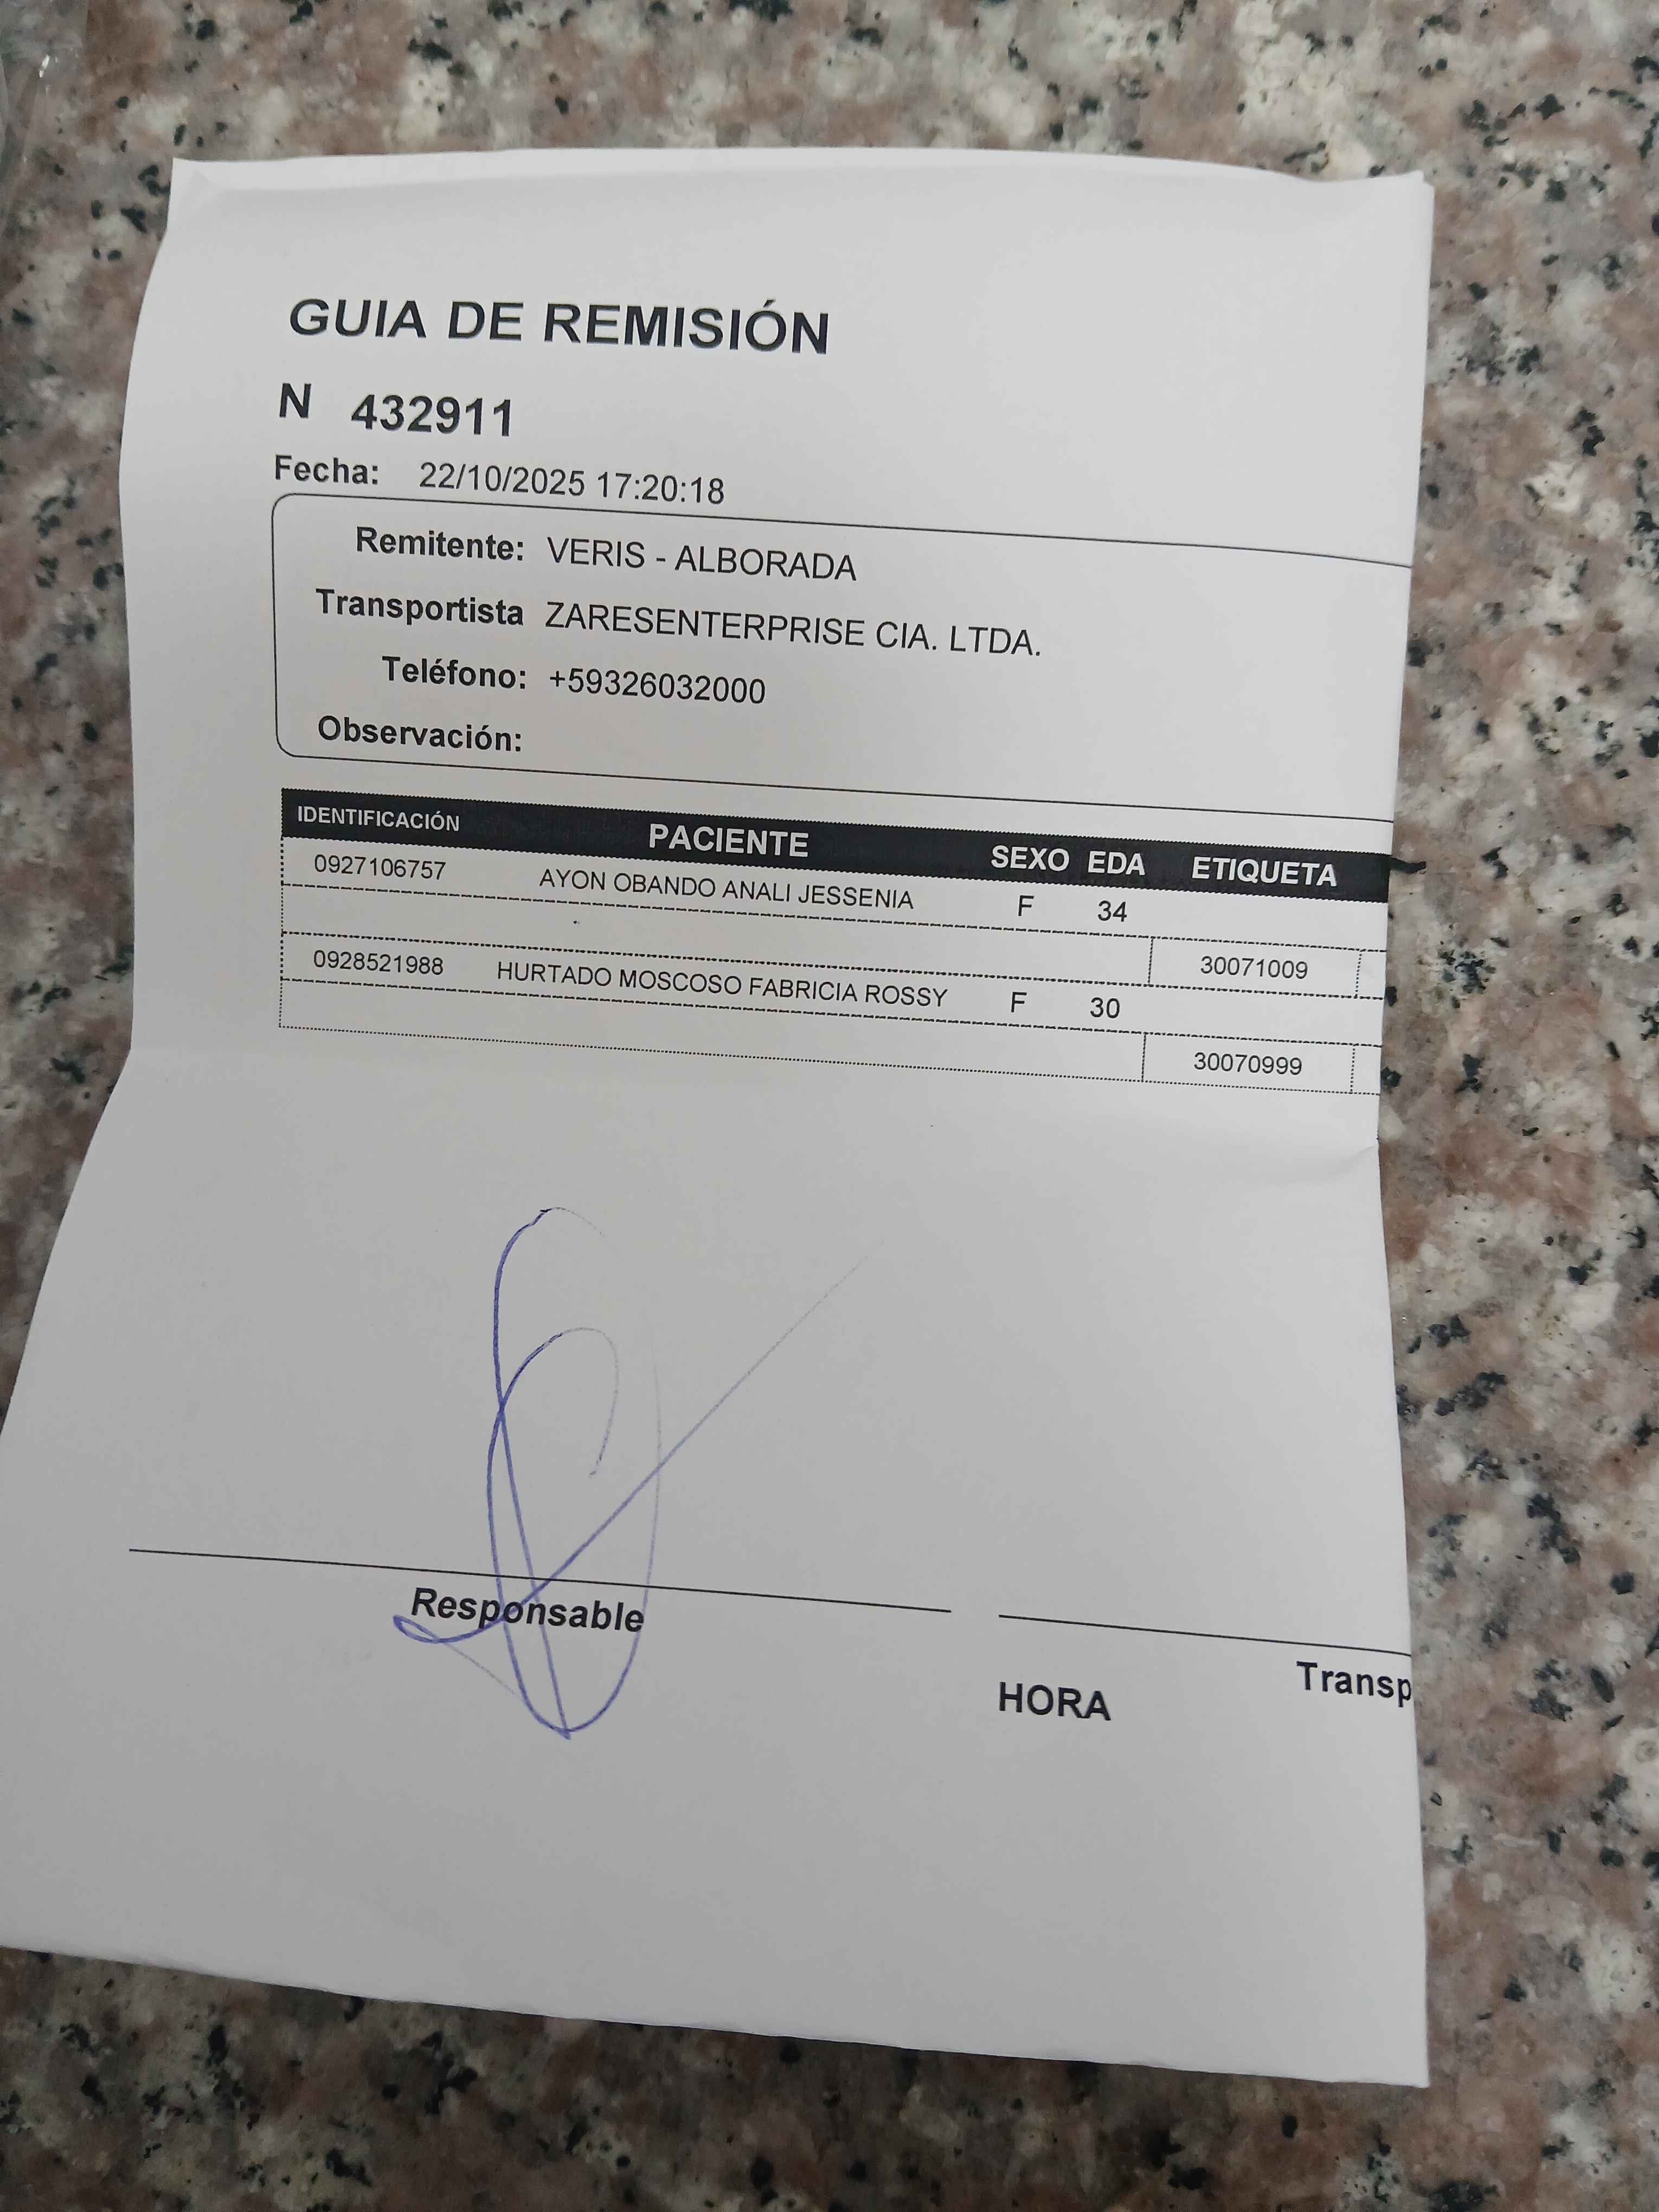 GUIA DE REMISIÓN
N 432911
Fecha: 22/10/2025 17:20:18
Remitente: VERIS - ALBORADA
Transportista ZARESENTERPRISE CIA. LTDA.
Teléfono: +59326032000
Observación:
IDENTIFICACIÓN PACIENTE SEXO EDA ETIQUETA
0927106757 AYON OBANDO ANALI JESSENIA F 34
30071009
0928521988 HURTADO MOSCOSO FABRICIA ROSSY F 30
30070999
Responsable
Transp
HORA